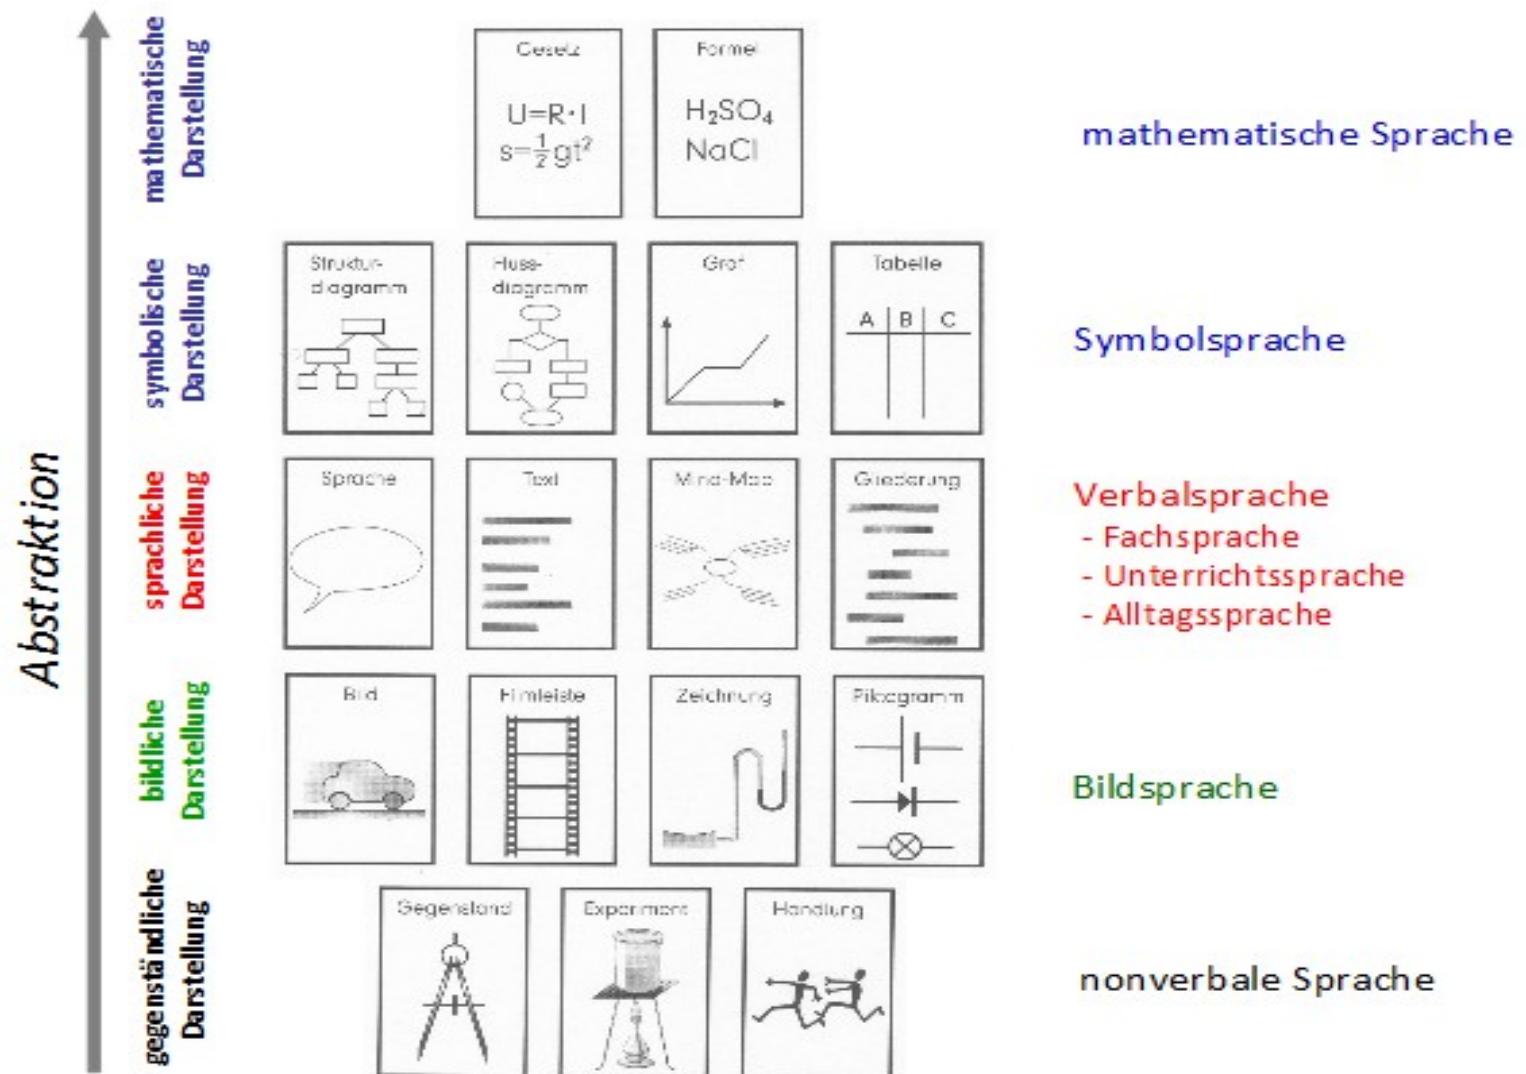 Abstraktion
mathematische
Darstellung
Gesetz
U=R·I
s=½gt²
Formel
H₂SO₄
NaCl
mathematische Sprache
symbolische
Darstellung
Struktur-
diagramm
Fluss-
diagramm
Graf
Tabelle
A B C
Symbolsprache
sprachliche
Darstellung
Sprache
Text
Mind-Map
Gliederung
Verbalsprache
- Fachsprache
- Unterrichtssprache
- Alltagssprache
bildliche
Darstellung
Bild
Filmleiste
Zeichnung
Piktogramm
Bildsprache
gegenständliche
Darstellung
Gegenstand
Experiment
Handlung
nonverbale Sprache